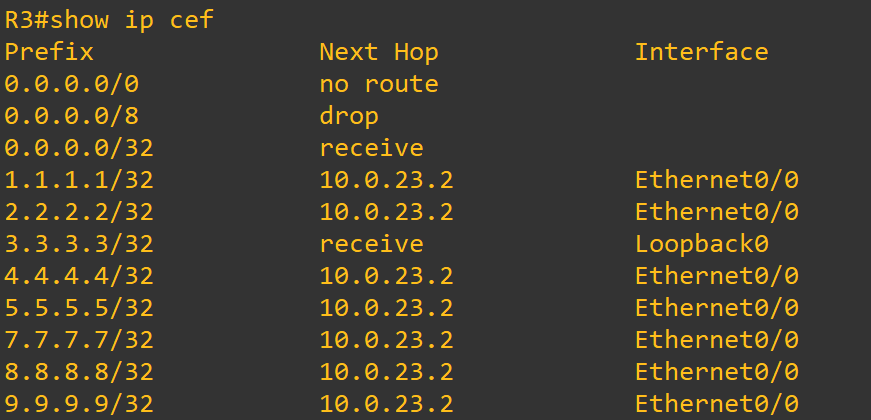 R3#show ip cef
Prefix Next Hop Interface
0.0.0.0/0 no route
0.0.0.0/8 drop
0.0.0.0/32 receive
1.1.1.1/32 10.0.23.2 Ethernet0/0
2.2.2.2/32 10.0.23.2 Ethernet0/0
3.3.3.3/32 receive Loopback0
4.4.4.4/32 10.0.23.2 Ethernet0/0
5.5.5.5/32 10.0.23.2 Ethernet0/0
7.7.7.7/32 10.0.23.2 Ethernet0/0
8.8.8.8/32 10.0.23.2 Ethernet0/0
9.9.9.9/32 10.0.23.2 Ethernet0/0